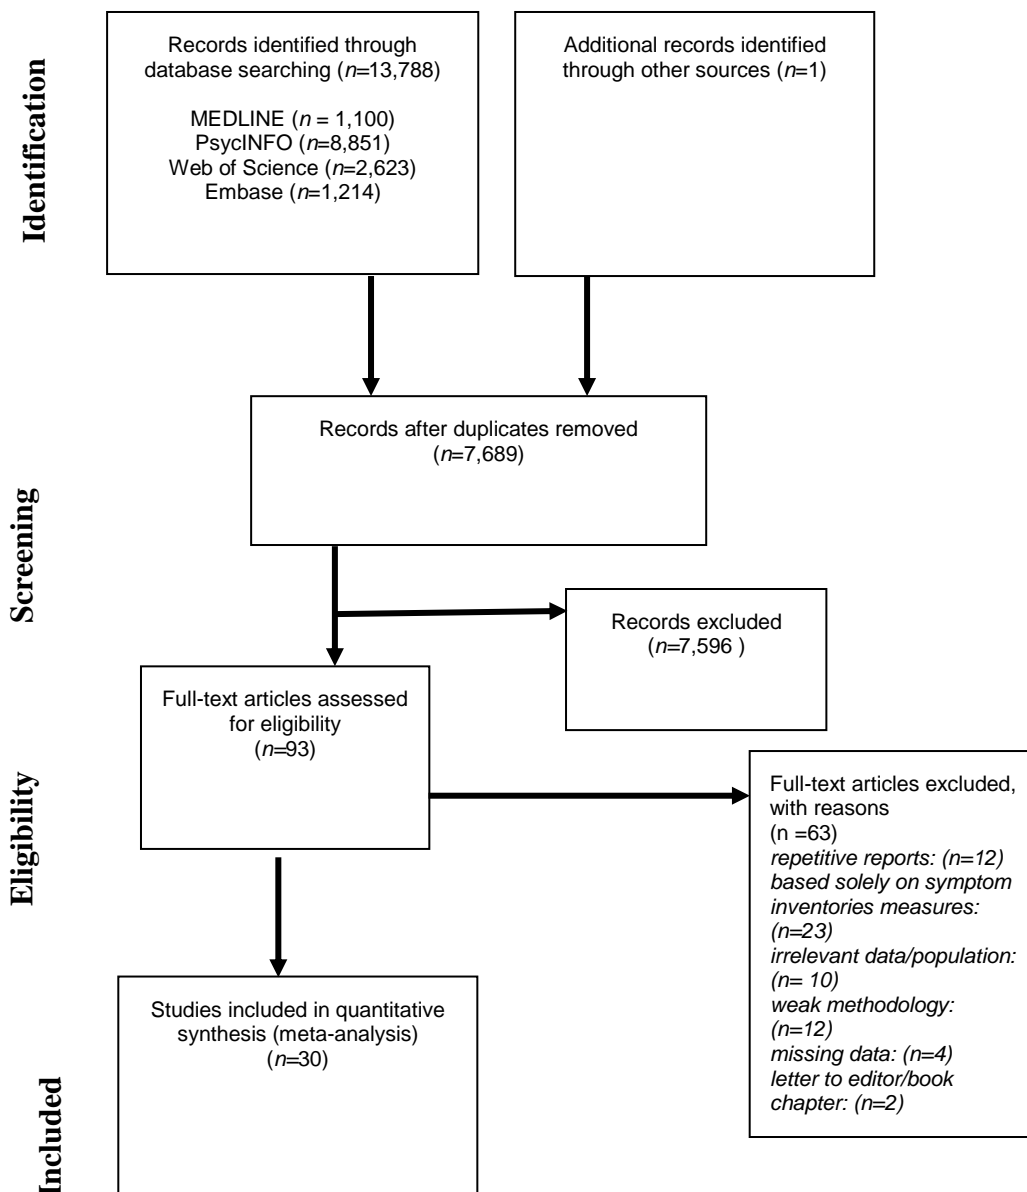 Identification
Records identified through
database searching (n=13,788)
MEDLINE (n = 1,100)
PsycINFO (n=8,851)
Web of Science (n=2,623)
Embase (n=1,214)
Additional records identified
through other sources (n=1)
Screening
Records after duplicates removed
(n=7,689)
Records excluded
(n=7,596 )
Eligibility
Full-text articles assessed
for eligibility
(n=93)
Full-text articles excluded,
with reasons
(n =63)
repetitive reports: (n=12)
based solely on symptom
inventories measures:
(n=23)
irrelevant data/population:
(n= 10)
weak methodology:
(n=12)
missing data: (n=4)
letter to editor/book
chapter: (n=2)
Included
Studies included in quantitative
synthesis (meta-analysis)
(n=30)